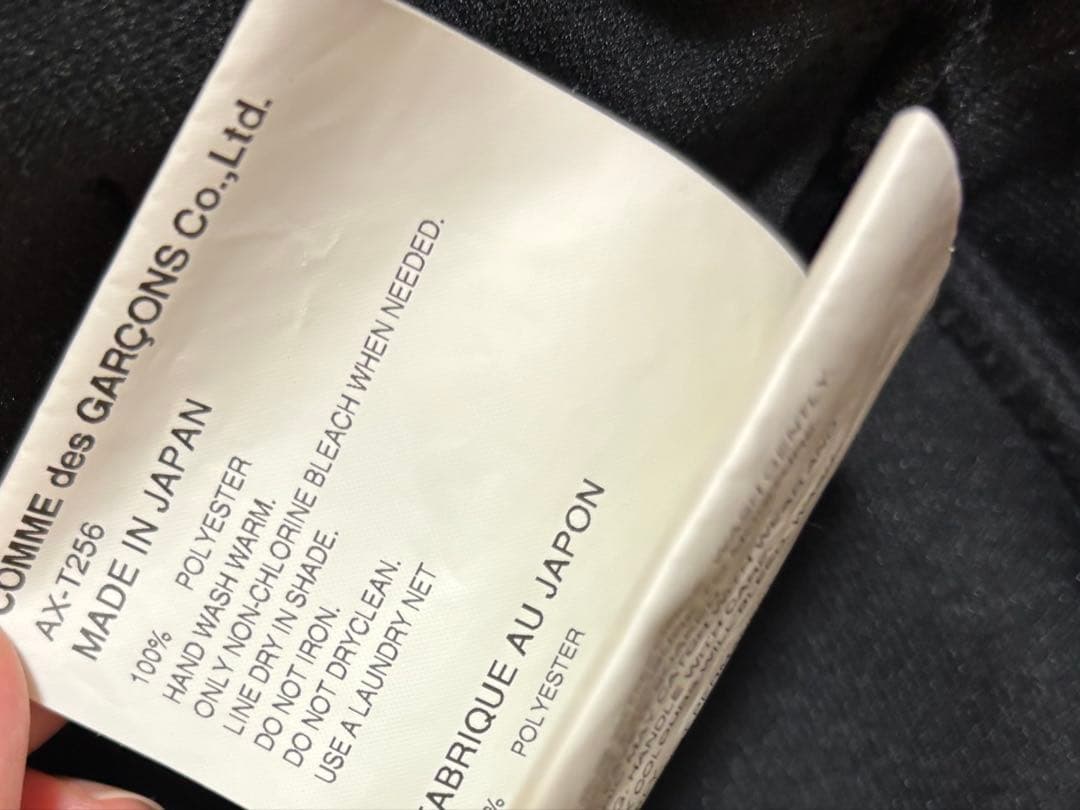 COMME des GARÇONS Co.,Ltd.
AX-T256
MADE IN JAPAN
100% POLYESTER
HAND WASH WARM.
ONLY NON-CHLORINE BLEACH WHEN NEEDED.
LINE DRY IN SHADE.
DO NOT IRON.
DO NOT DRYCLEAN.
USE A LAUNDRY NET
FABRIQUE AU JAPON
% POLYESTER